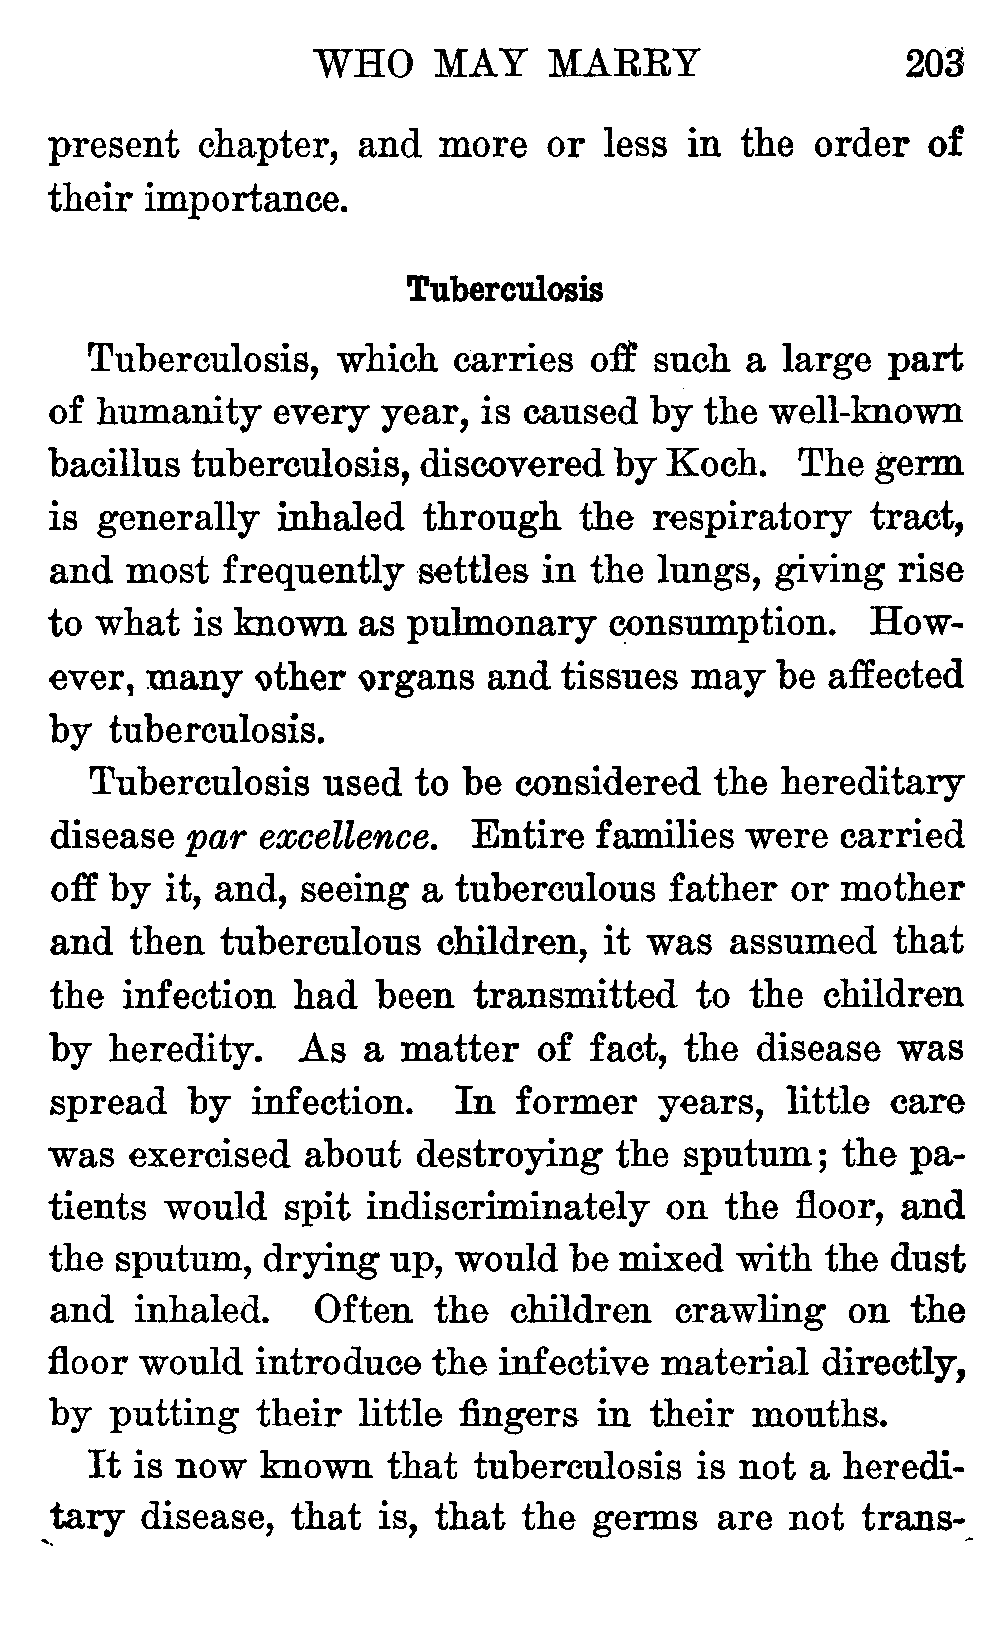 WHO MAY MARRY 203
present chapter, and more or less in the order of
their importance.
Tuberculosis
Tuberculosis, which carries off such a large part
of humanity every year, is caused by the well-known
bacillus tuberculosis, discovered by Koch. The germ
is generally inhaled through the respiratory tract,
and most frequently settles in the lungs, giving rise
to what is known as pulmonary consumption. How-
ever, many other organs and tissues may be affected
by tuberculosis.
Tuberculosis used to be considered the hereditary
disease par excellence. Entire families were carried
off by it, and, seeing a tuberculous father or mother
and then tuberculous children, it was assumed that
the infection had been transmitted to the children
by heredity. As a matter of fact, the disease was
spread by infection. In former years, little care
was exercised about destroying the sputum; the pa-
tients would spit indiscriminately on the floor, and
the sputum, drying up, would be mixed with the dust
and inhaled. Often the children crawling on the
floor would introduce the infective material directly,
by putting their little fingers in their mouths.
It is now known that tuberculosis is not a heredi-
tary disease, that is, that the germs are not trans-